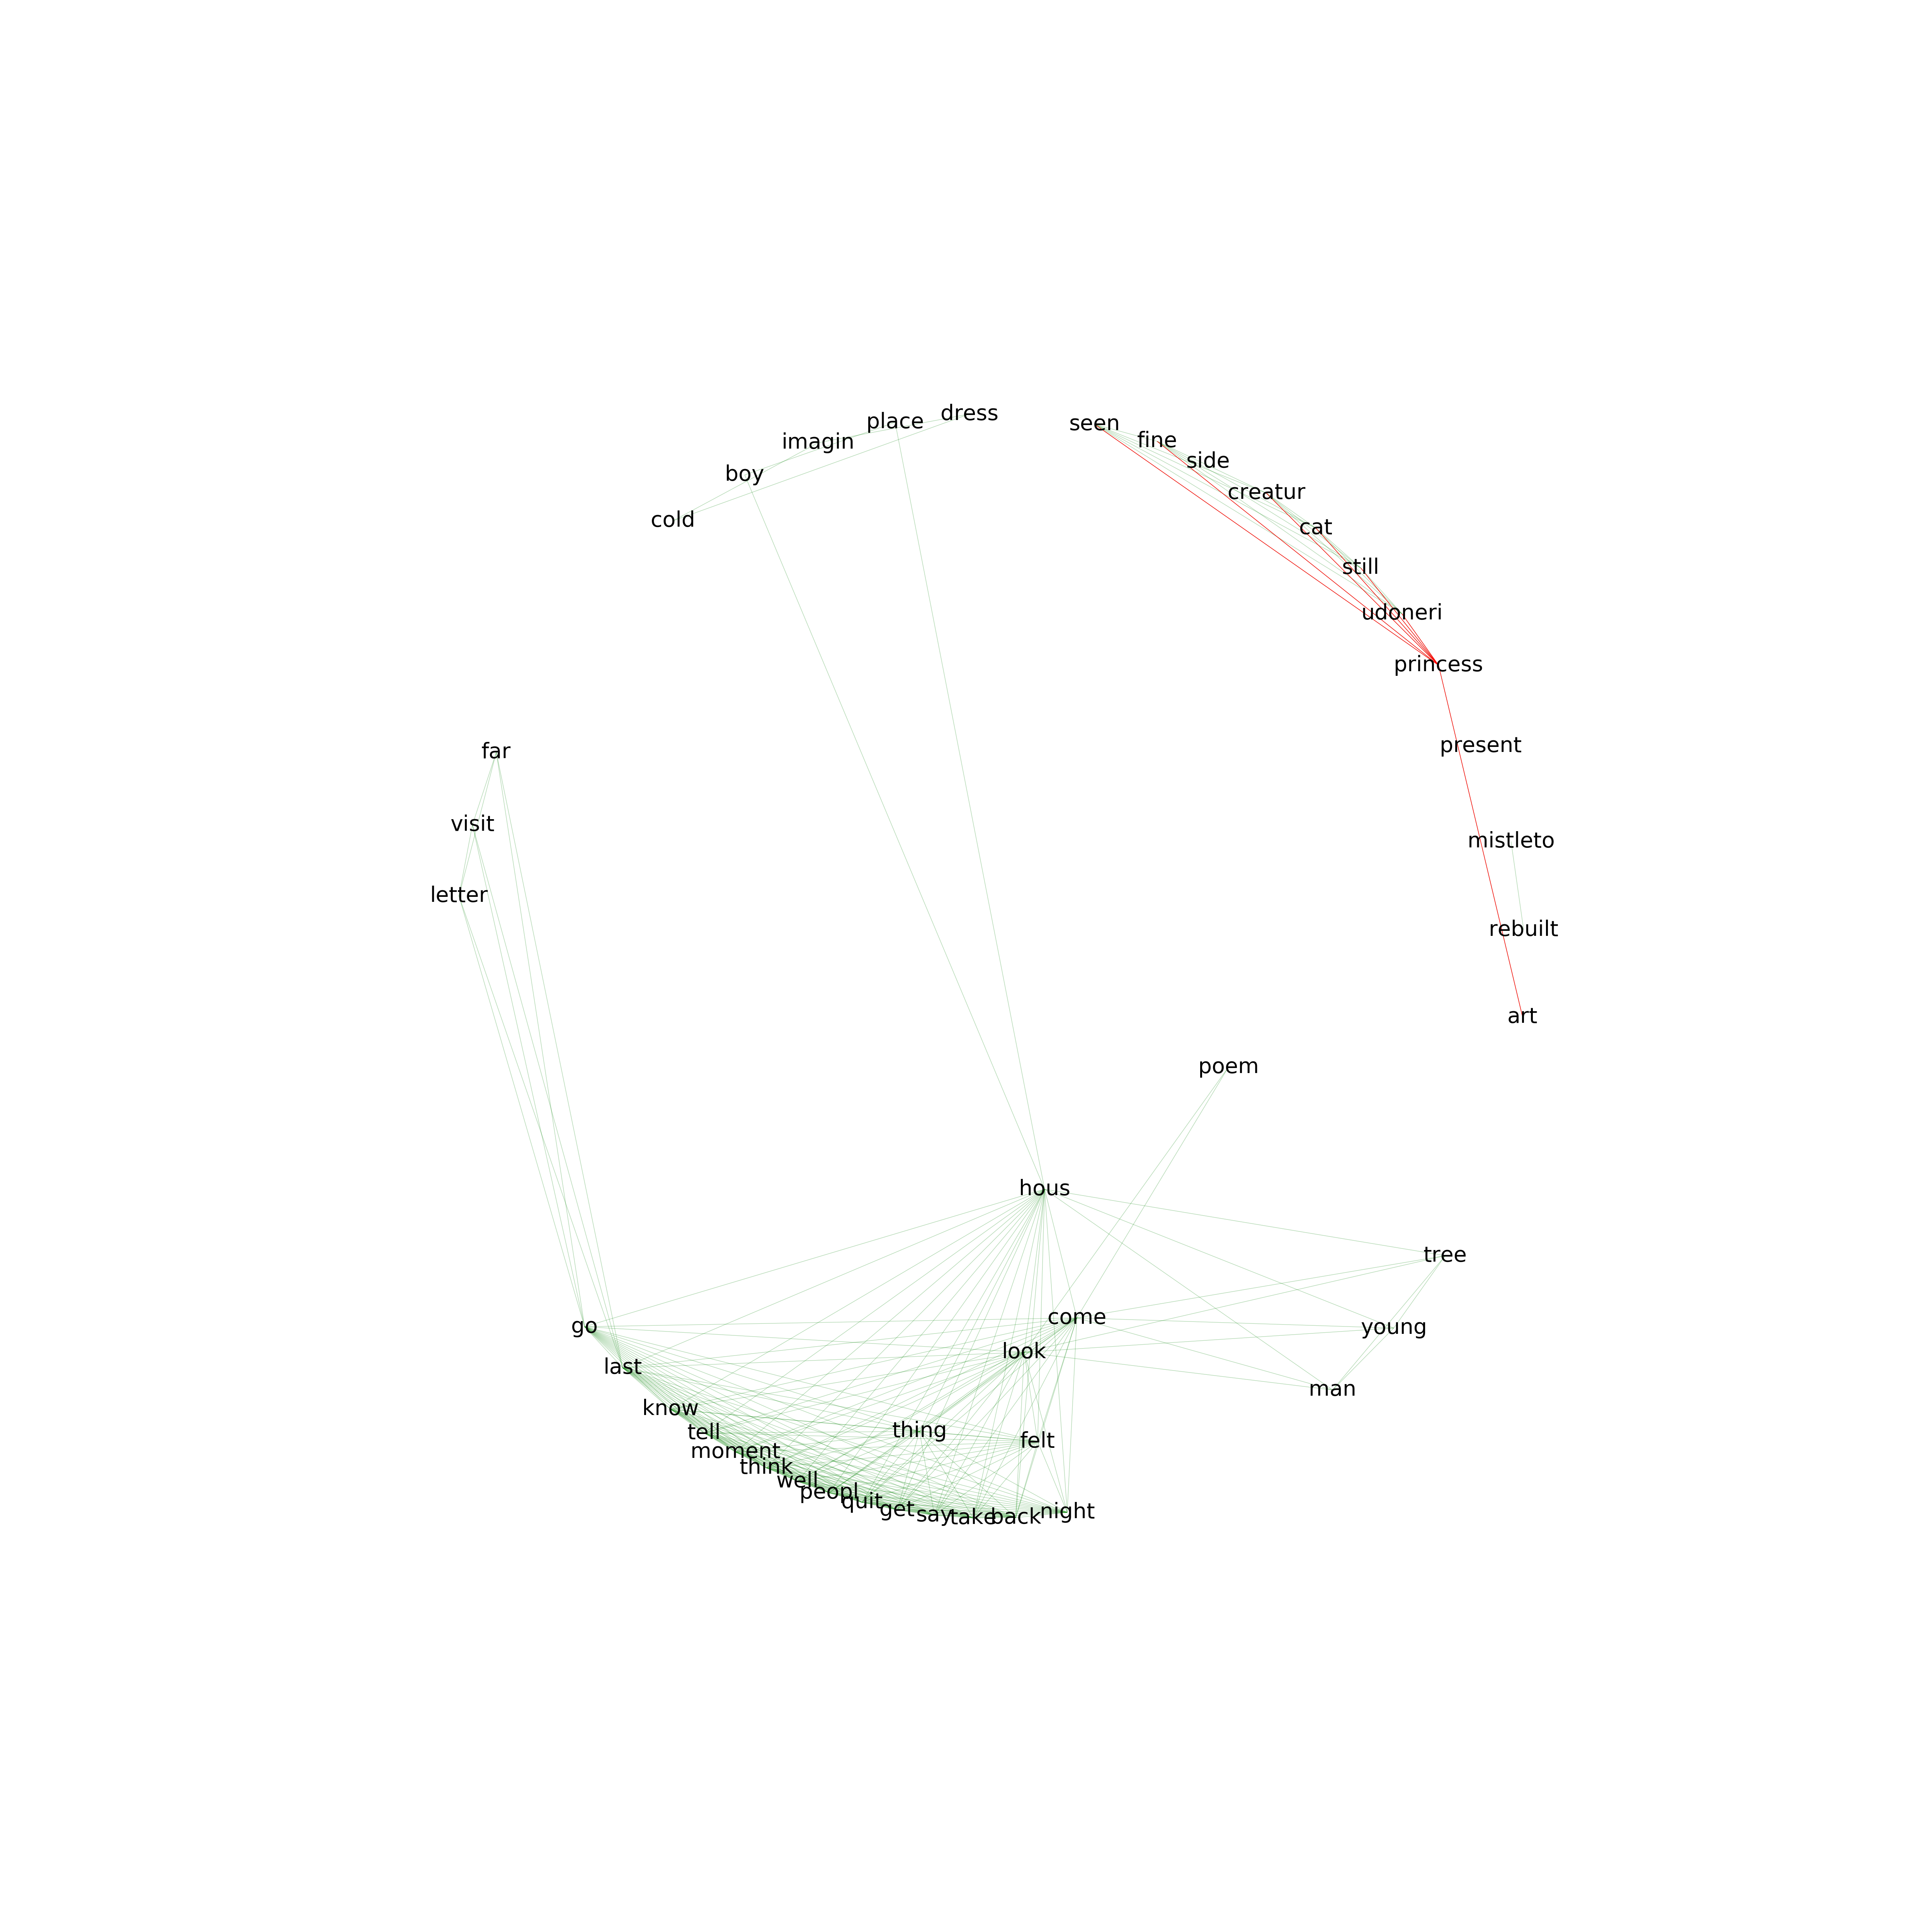 dress
place
seen
imagin
fine
side
boy
creatur
cold
cat
still
udoneri
princess
present
far
visit
mistleto
letter
rebuilt
art
poem
hous
tree
come
go
young
look
last
man
know
thing
tell
felt
moment
think
well
peopl
quit
get
say
take
back
night